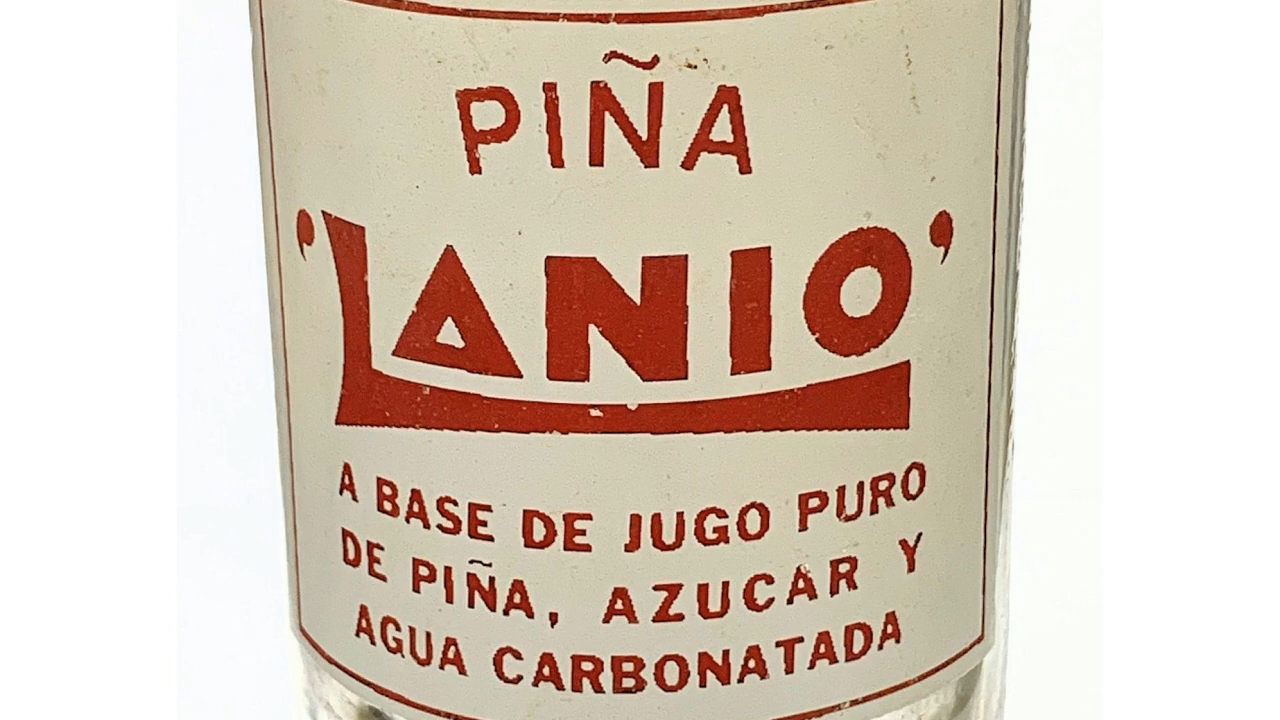 PIÑA
'LANIO'
A BASE DE JUGO PURO
DE PIÑA, AZUCAR Y
AGUA CARBONATADA